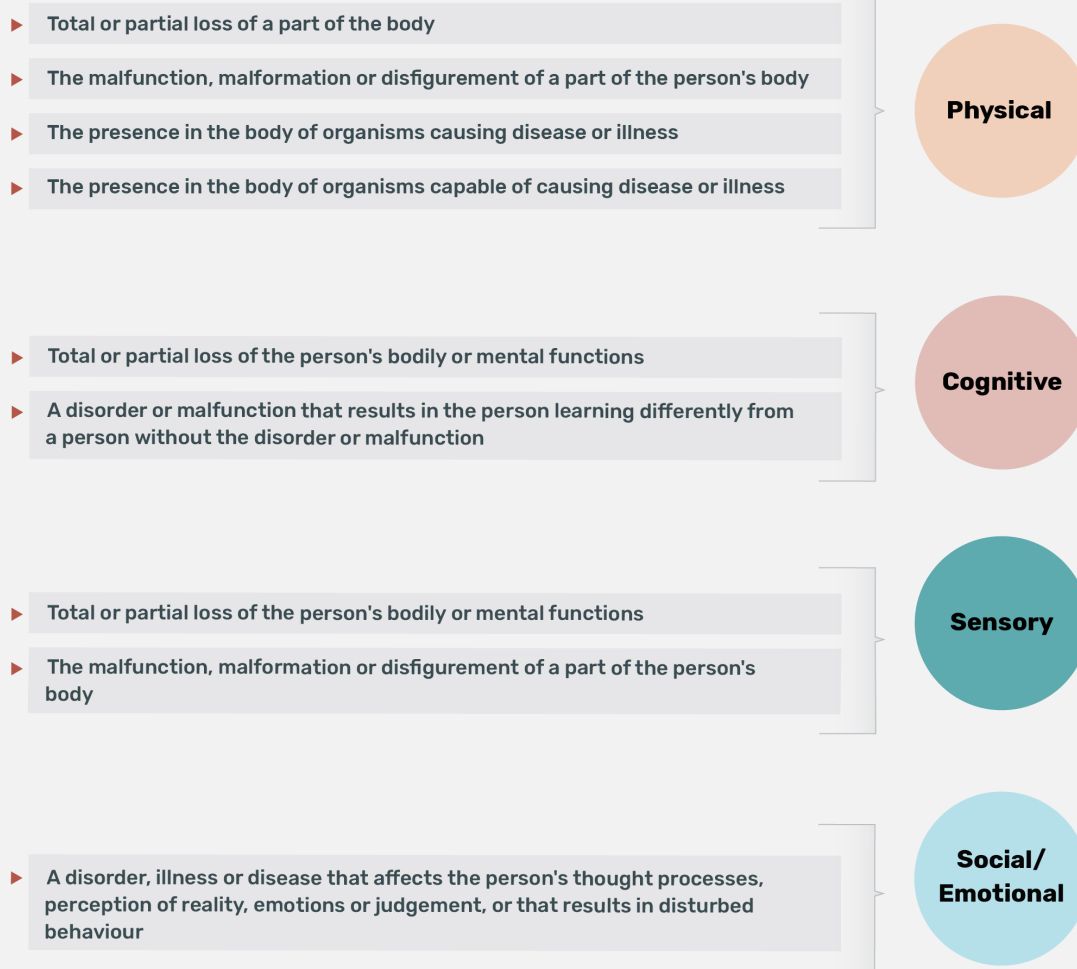 Total or partial loss of a part of the body
The malfunction, malformation or disfigurement of a part of the person's body
The presence in the body of organisms causing disease or illness
The presence in the body of organisms capable of causing disease or illness
Physical
Total or partial loss of the person's bodily or mental functions
A disorder or malfunction that results in the person learning differently from
a person without the disorder or malfunction
Cognitive
Total or partial loss of the person's bodily or mental functions
The malfunction, malformation or disfigurement of a part of the person's
body
Sensory
A disorder, illness or disease that affects the person's thought processes,
perception of reality, emotions or judgement, or that results in disturbed
behaviour
Social/
Emotional